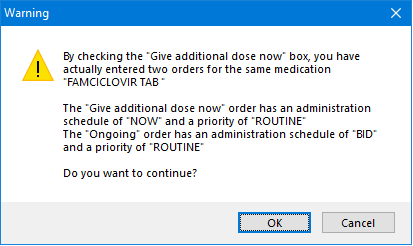 Warning
By checking the "Give additional dose now" box, you have
actually entered two orders for the same medication
"FAMCICLOVIR TAB "
The "Give additional dose now" order has an administration
schedule of "NOW" and a priority of "ROUTINE"
The "Ongoing" order has an administration schedule of "BID"
and a priority of "ROUTINE"
Do you want to continue?
OK
Cancel